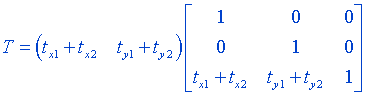 T = (t_{x1} + t_{x2}   t_{y1} + t_{y2}) [ 1 0 0
0 1 0
t_{x1} + t_{x2}   t_{y1} + t_{y2}   1 ]